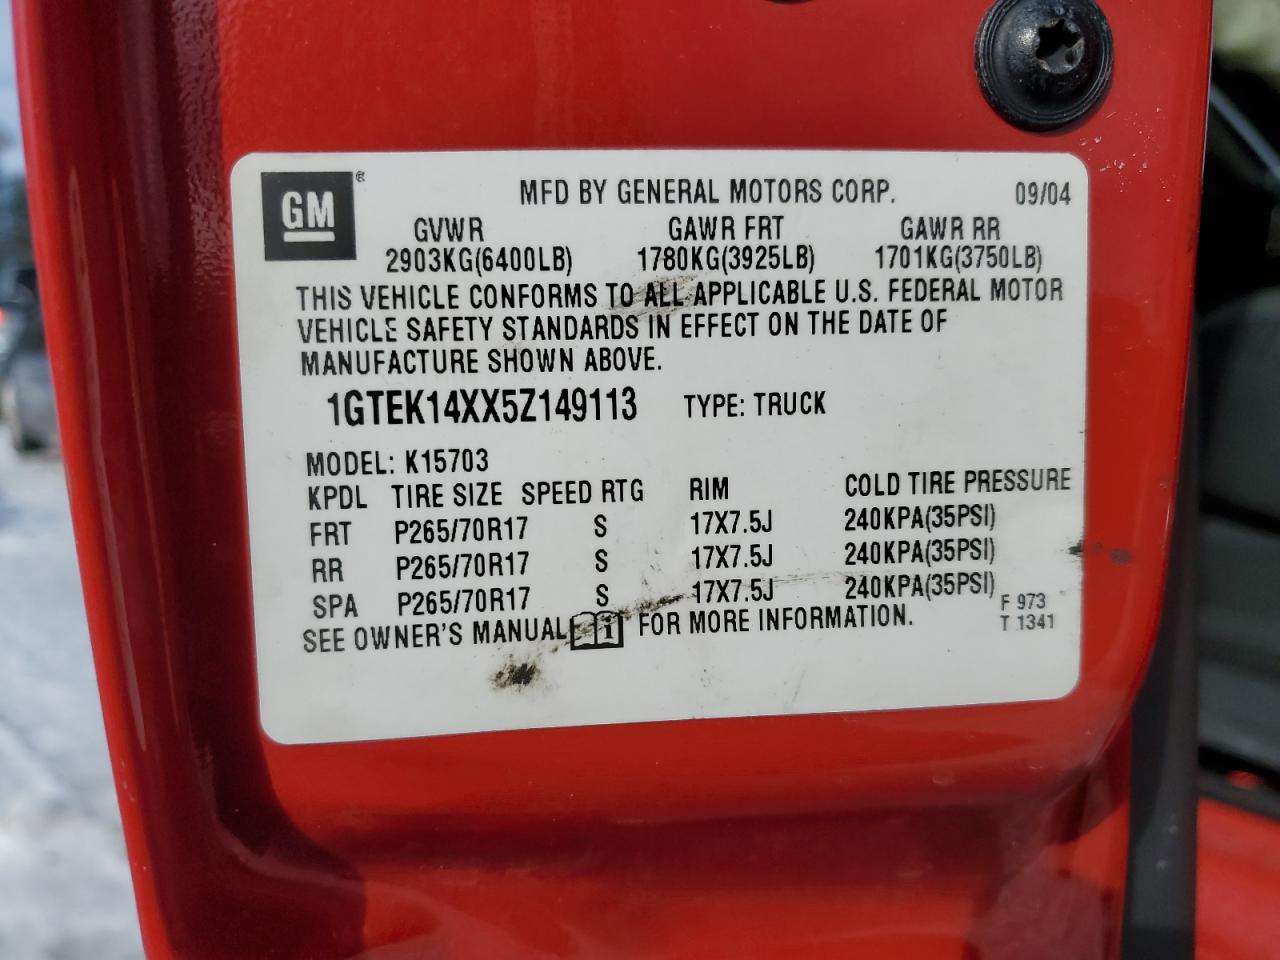 GM® MFD BY GENERAL MOTORS CORP. 09/04
GVWR GAWR FRT GAWR RR
2903KG(6400LB) 1780KG(3925LB) 1701KG(3750LB)
THIS VEHICLE CONFORMS TO ALL APPLICABLE U.S. FEDERAL MOTOR
VEHICLE SAFETY STANDARDS IN EFFECT ON THE DATE OF
MANUFACTURE SHOWN ABOVE.
1GTEK14XX5Z149113 TYPE: TRUCK
MODEL: K15703
KPDL TIRE SIZE SPEED RTG RIM COLD TIRE PRESSURE
FRT P265/70R17 S 17X7.5J 240KPA(35PSI)
RR P265/70R17 S 17X7.5J 240KPA(35PSI)
SPA P265/70R17 S 17X7.5J 240KPA(35PSI)
SEE OWNER'S MANUAL i FOR MORE INFORMATION.
F 973
T 1341